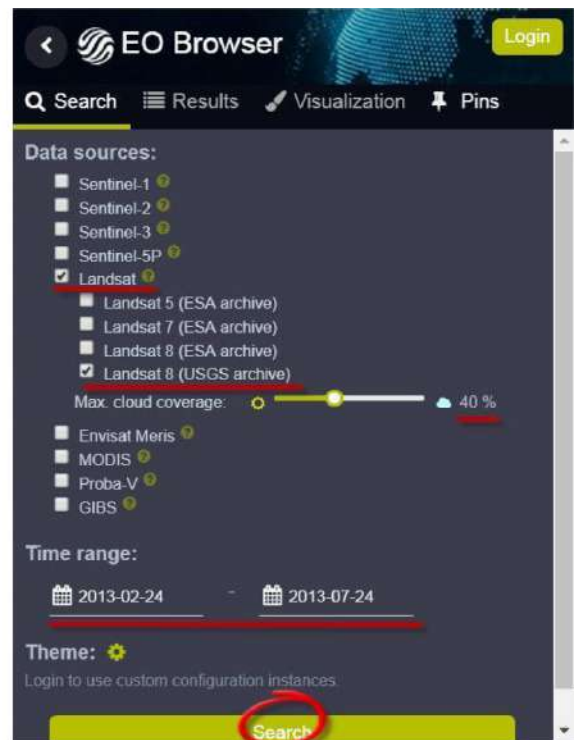 EO Browser
Login
Search Results Visualization Pins
Data sources:
Sentinel-1
Sentinel-2
Sentinel-3
Sentinel-5P
Landsat
Landsat 5 (ESA archive)
Landsat 7 (ESA archive)
Landsat 8 (ESA archive)
Landsat 8 (USGS archive)
Max. cloud coverage: 40 %
Envisat Meris
MODIS
Proba-V
GIBS
Time range:
2013-02-24 - 2013-07-24
Theme:
Login to use custom configuration instances.
Search